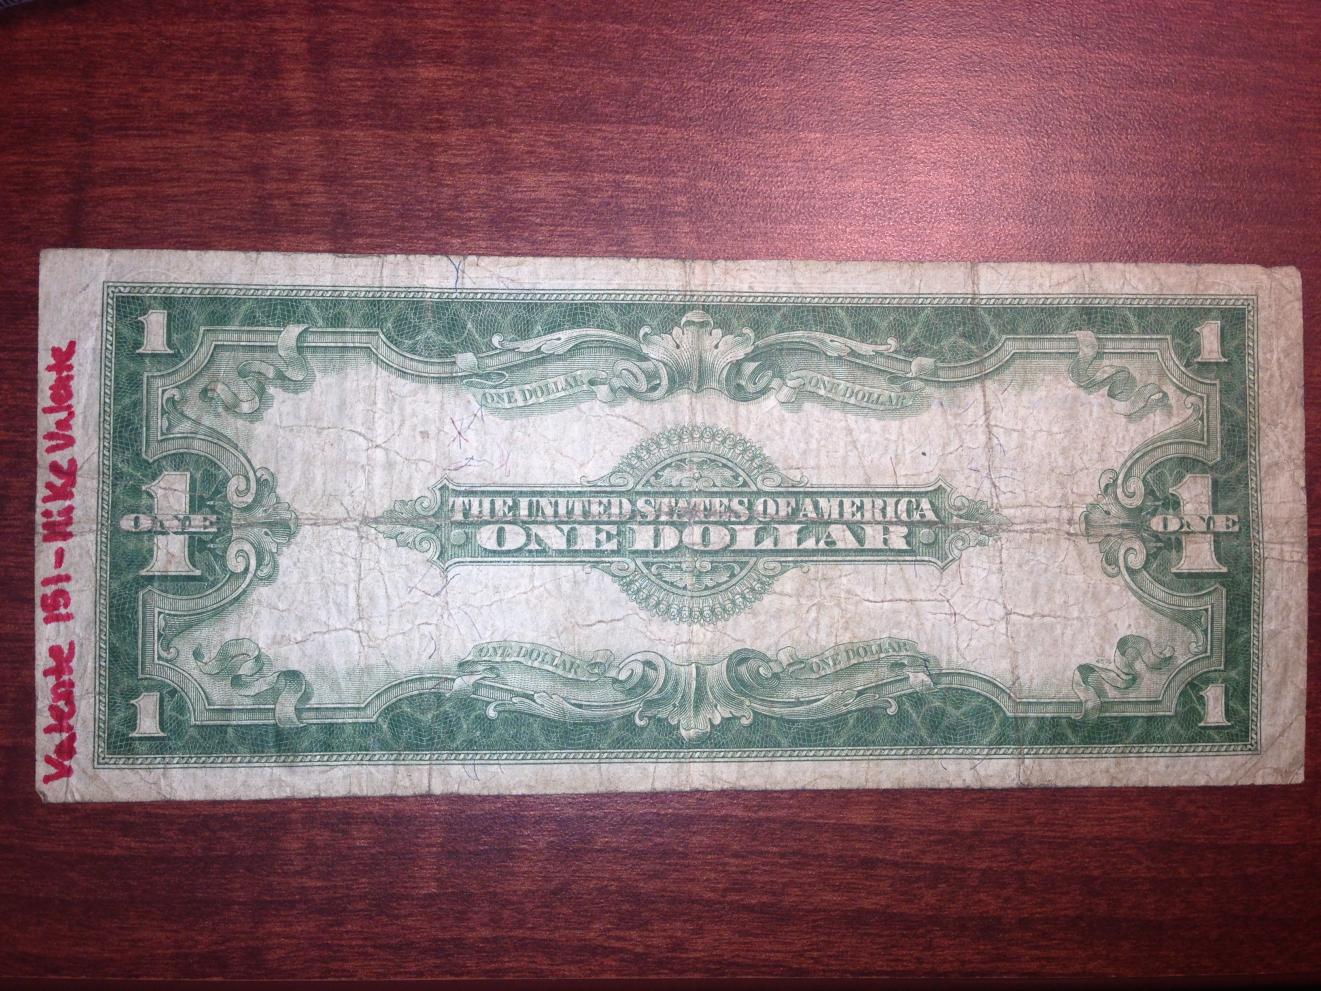 1 1
ONE DOLLAR ONE DOLLAR
1 ONE THE UNITED STATES OF AMERICA 1 ONE
ONE DOLLAR
ONE DOLLAR ONE DOLLAR
1 1
Valente 151 - Mike Valente